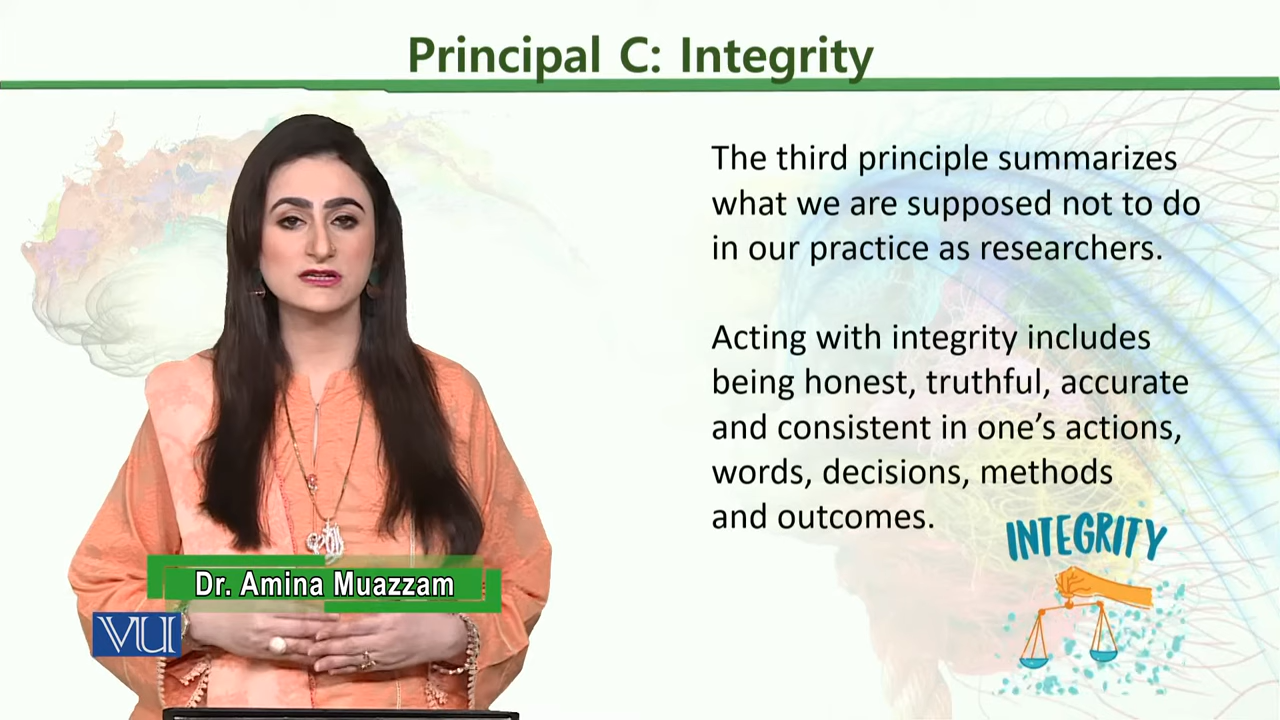 Principal C: Integrity
The third principle summarizes
what we are supposed not to do
in our practice as researchers.
Acting with integrity includes
being honest, truthful, accurate
and consistent in one’s actions,
words, decisions, methods
and outcomes.
INTEGRITY
Dr. Amina Muazzam
VU